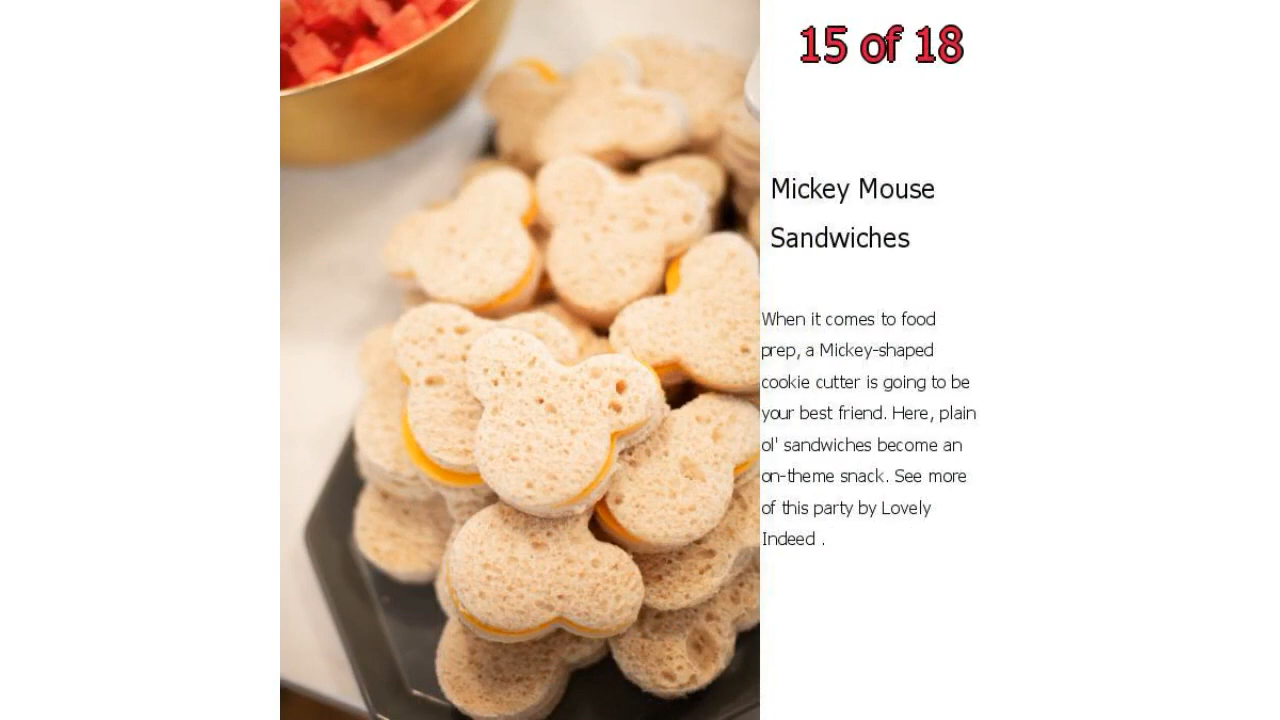 15 of 18
Mickey Mouse
Sandwiches
When it comes to food
prep, a Mickey-shaped
cookie cutter is going to be
your best friend. Here, plain
ol' sandwiches become an
on-theme snack. See more
of this party by Lovely
Indeed .